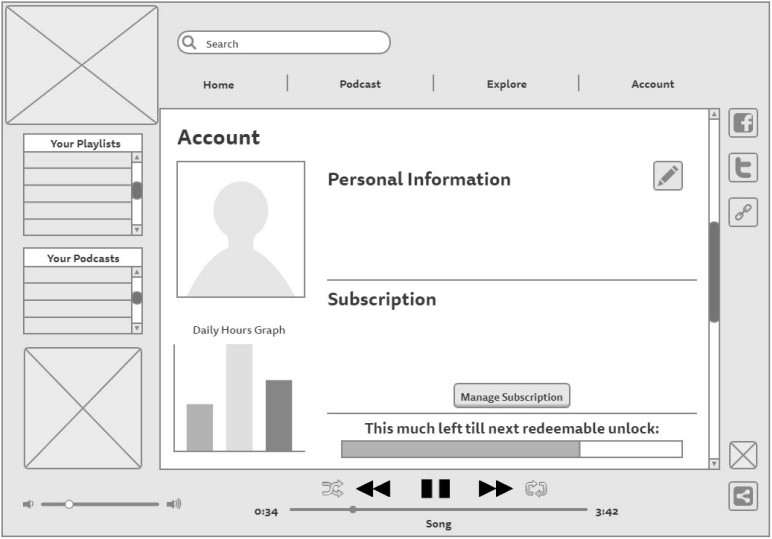 Search
Home
Podcast
Explore
Account
Your Playlists
Your Podcasts
Account
Personal Information
Subscription
Daily Hours Graph
Manage Subscription
This much left till next redeemable unlock:
0:34
3:42
Song